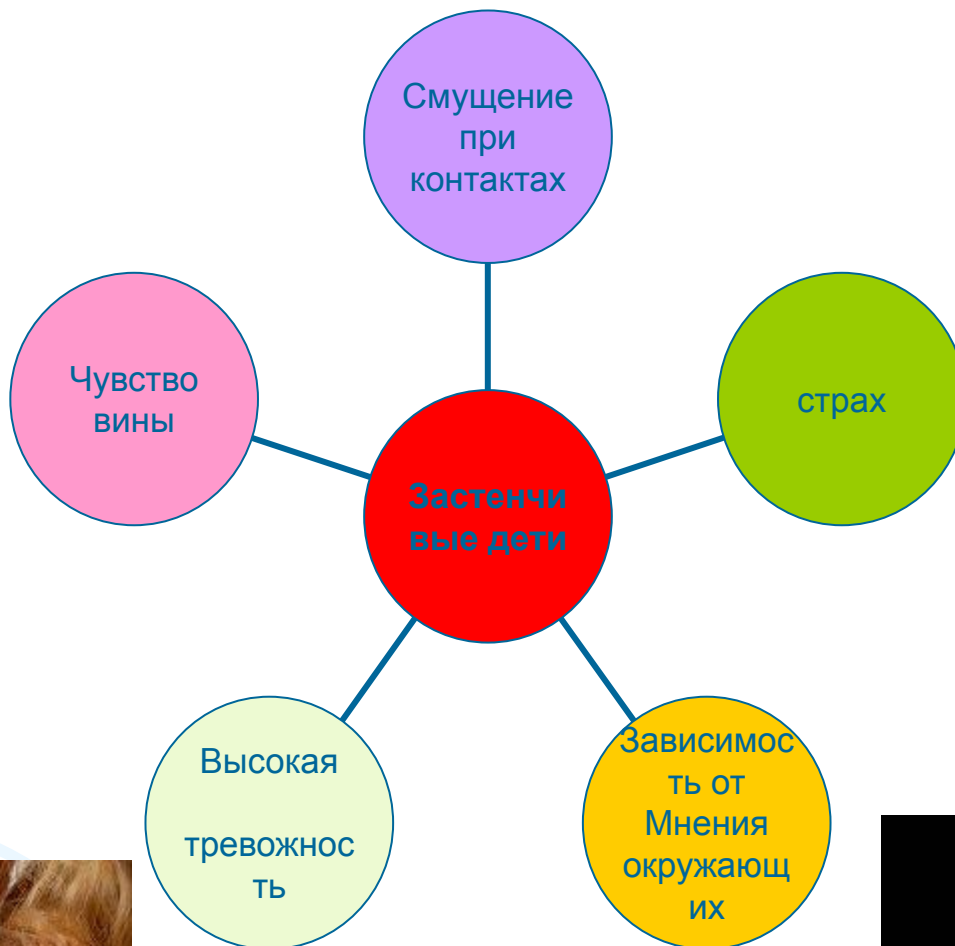 Смущение
при
контактах
Чувство
вины
страх
Застенчи
вые дети
Высокая
тревожнос
ть
Зависимос
ть от
Мнения
окружающ
их